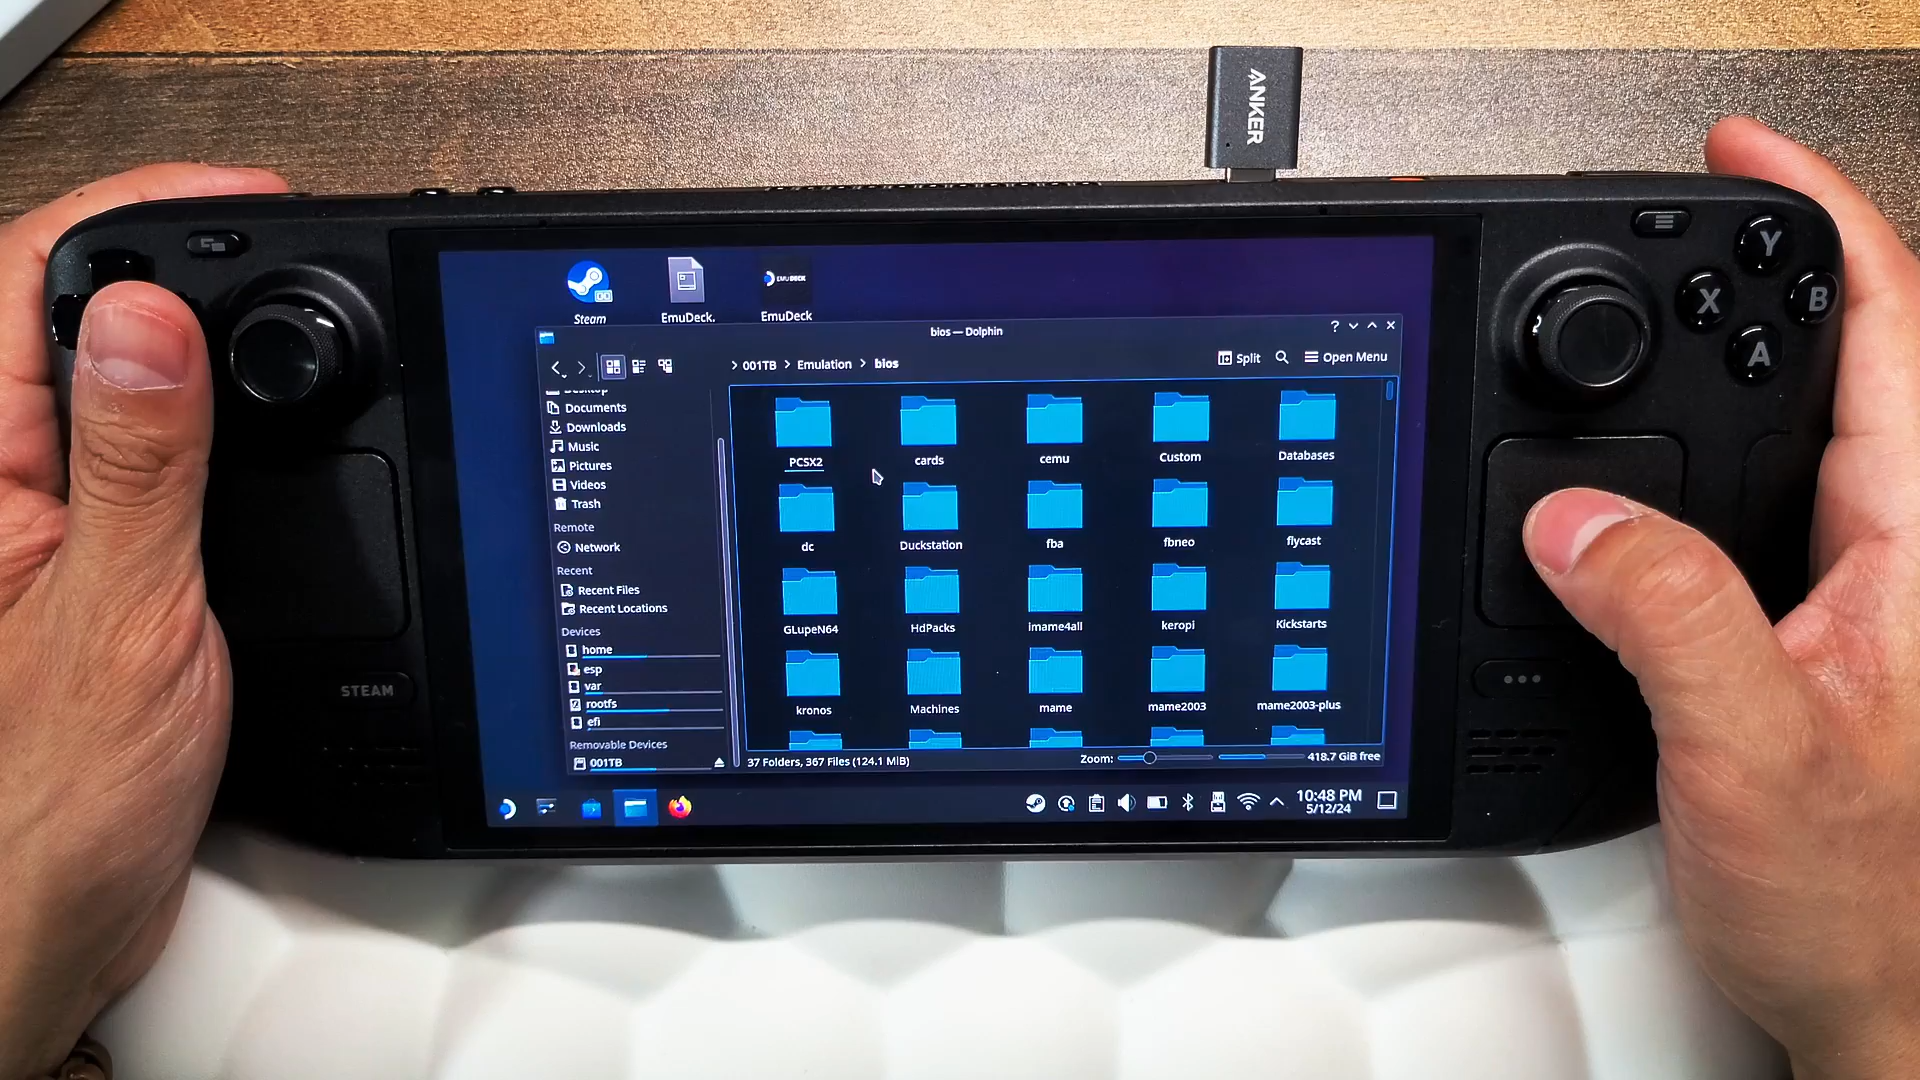 ANKER
Y
X
B
A
STEAM
Steam
EmuDeck.
EMUDECK
EmuDeck
bios — Dolphin
?
001TB
Emulation
bios
Split
Open Menu
Documents
Downloads
Music
Pictures
Videos
Trash
Remote
Network
Recent
Recent Files
Recent Locations
Devices
home
esp
var
rootfs
efi
Removable Devices
001TB
PCSX2 cards cemu Custom Databases
dc Duckstation fba fbneo flycast
GLupeN64 HdPacks imame4all keropi Kickstarts
kronos Machines mame mame2003 mame2003-plus
37 Folders, 367 Files (124.1 MiB)
Zoom:
418.7 GiB free
10:48 PM
5/12/24